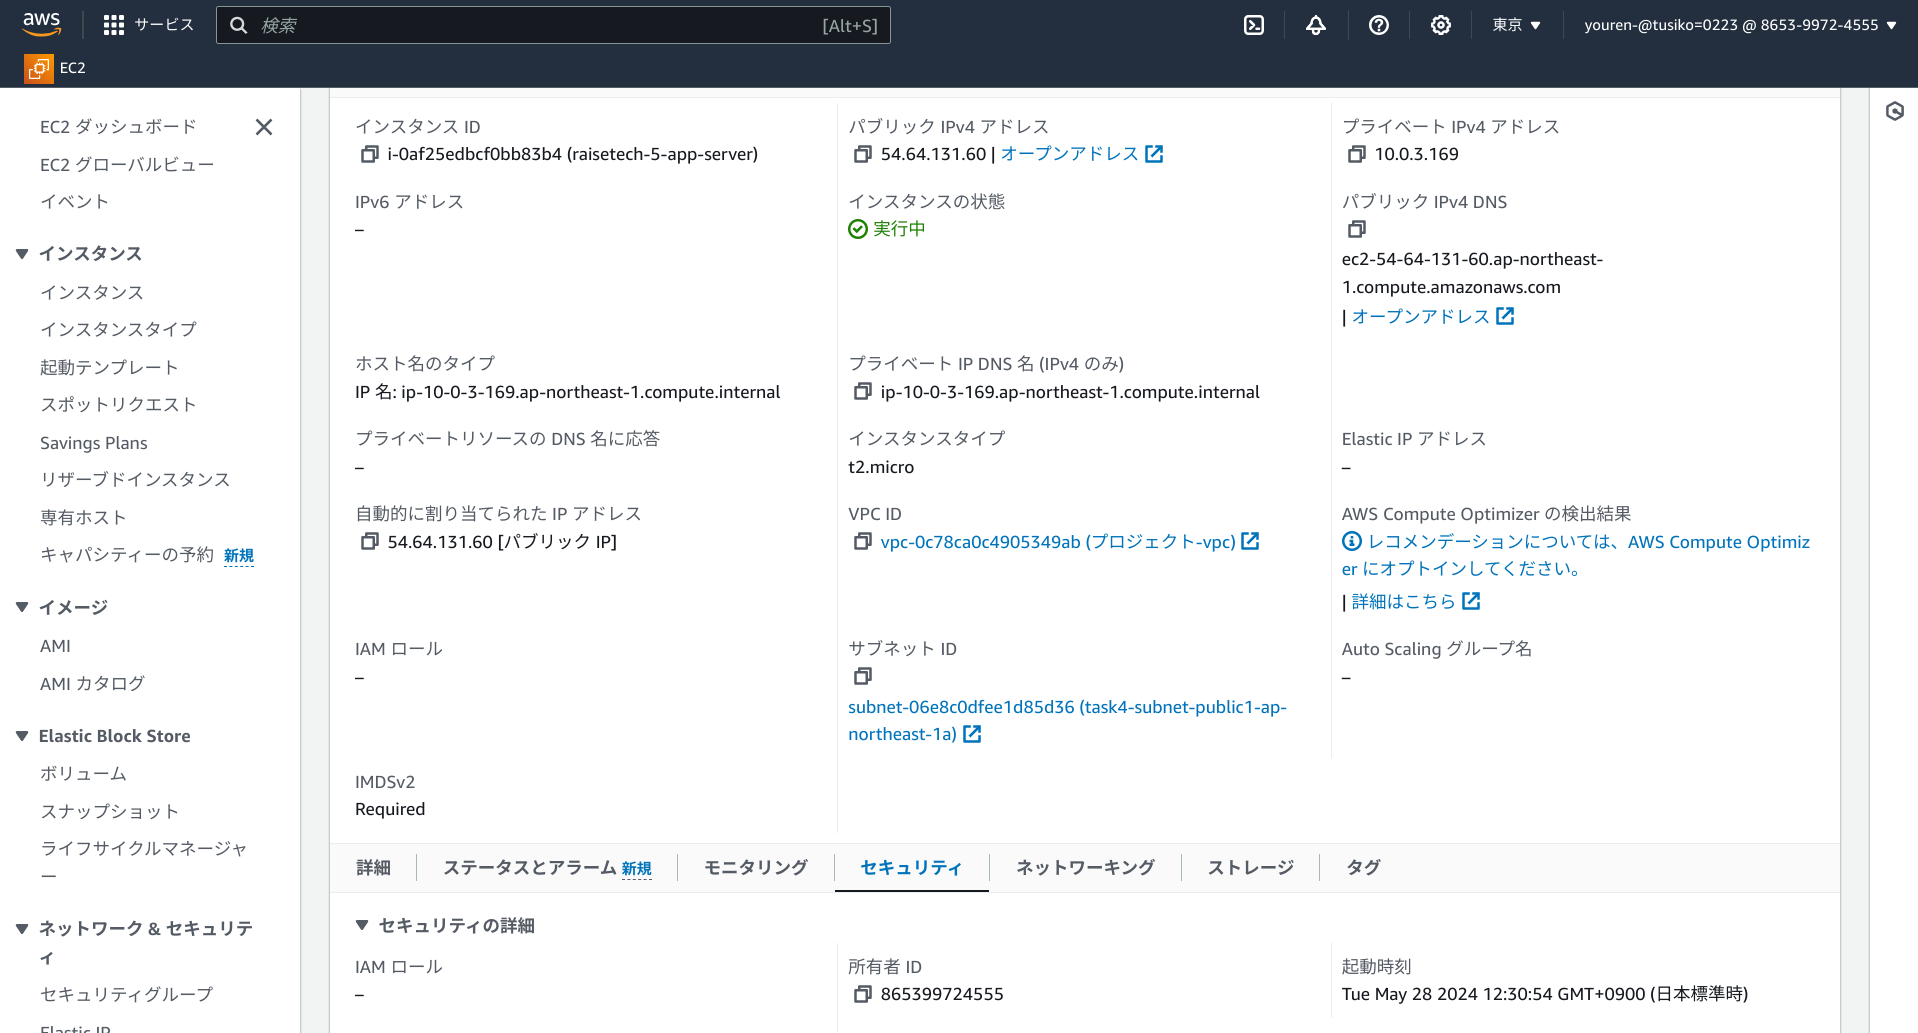 aws
サービス
検索
[Alt+S]
東京
youren-@tusiko=0223 @ 8653-9972-4555
EC2
EC2 ダッシュボード
EC2 グローバルビュー
イベント
インスタンス
インスタンス
インスタンスタイプ
起動テンプレート
スポットリクエスト
Savings Plans
リザーブドインスタンス
専有ホスト
キャパシティーの予約 新規
イメージ
AMI
AMI カタログ
Elastic Block Store
ボリューム
スナップショット
ライフサイクルマネージャ
ー
ネットワーク & セキュリテ
ィ
セキュリティグループ
Elastic IP
インスタンス ID
i-0af25edbcf0bb83b4 (raisetech-5-app-server)
パブリック IPv4 アドレス
54.64.131.60 | オープンアドレス
プライベート IPv4 アドレス
10.0.3.169
IPv6 アドレス
–
インスタンスの状態
実行中
パブリック IPv4 DNS
ec2-54-64-131-60.ap-northeast-
1.compute.amazonaws.com
| オープンアドレス
ホスト名のタイプ
IP 名: ip-10-0-3-169.ap-northeast-1.compute.internal
プライベート IP DNS 名 (IPv4 のみ)
ip-10-0-3-169.ap-northeast-1.compute.internal
プライベートリソースの DNS 名に応答
–
インスタンスタイプ
t2.micro
Elastic IP アドレス
–
自動的に割り当てられた IP アドレス
54.64.131.60 [パブリック IP]
VPC ID
vpc-0c78ca0c4905349ab (プロジェクト-vpc)
AWS Compute Optimizer の検出結果
レコメンデーションについては、AWS Compute Optimiz
er にオプトインしてください。
| 詳細はこちら
IAM ロール
–
サブネット ID
subnet-06e8c0dfee1d85d36 (task4-subnet-public1-ap-
northeast-1a)
Auto Scaling グループ名
–
IMDSv2
Required
詳細
ステータスとアラーム 新規
モニタリング
セキュリティ
ネットワーキング
ストレージ
タグ
セキュリティの詳細
IAM ロール
–
所有者 ID
865399724555
起動時刻
Tue May 28 2024 12:30:54 GMT+0900 (日本標準時)